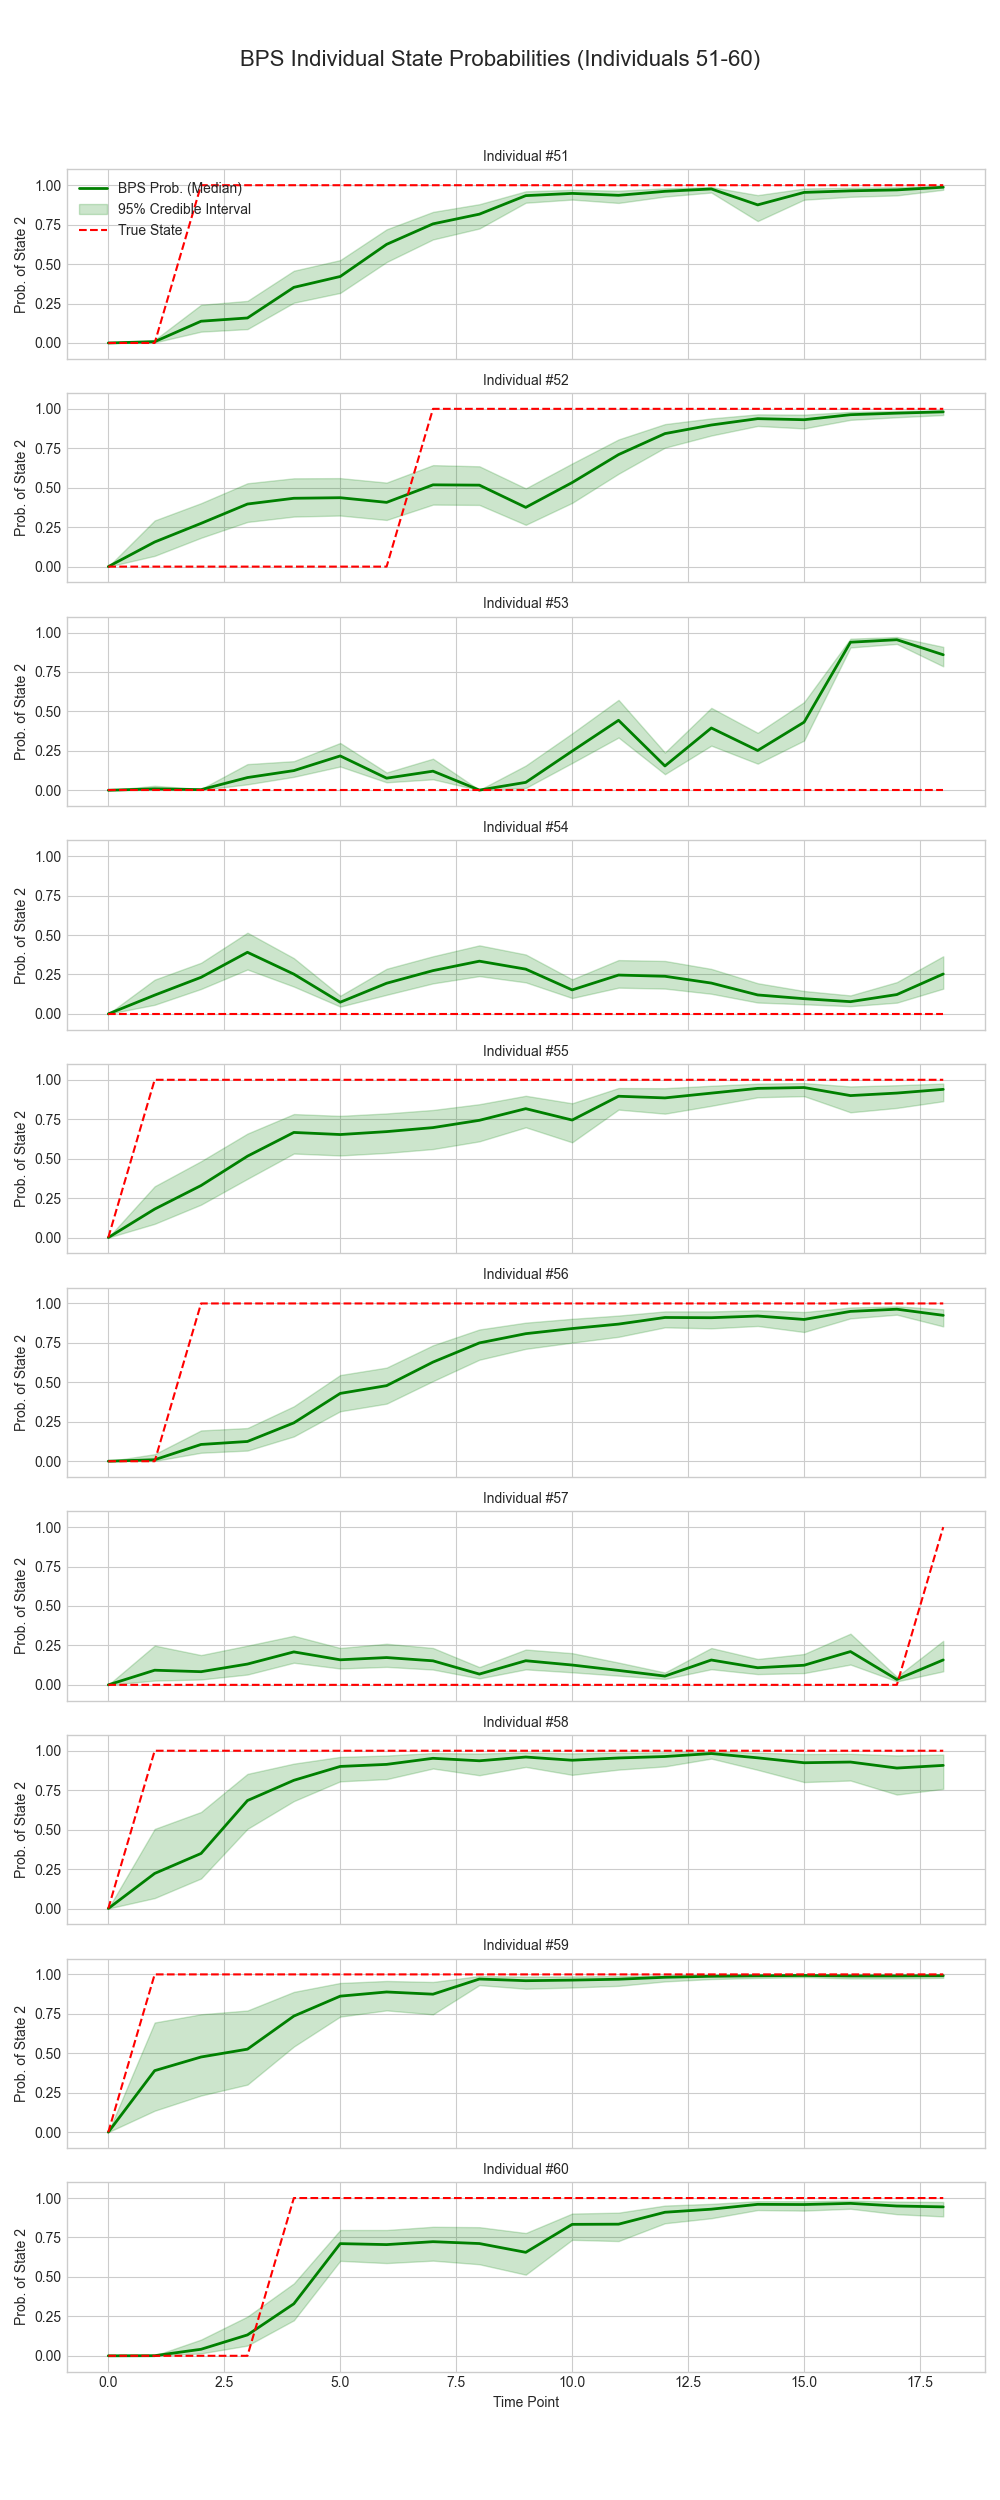 BPS Individual State Probabilities (Individuals 51-60)
Individual #51
Prob. of State 2
1.00
0.75
0.50
0.25
0.00
BPS Prob. (Median)
95% Credible Interval
True State
Individual #52
Prob. of State 2
1.00
0.75
0.50
0.25
0.00
Individual #53
Prob. of State 2
1.00
0.75
0.50
0.25
0.00
Individual #54
Prob. of State 2
1.00
0.75
0.50
0.25
0.00
Individual #55
Prob. of State 2
1.00
0.75
0.50
0.25
0.00
Individual #56
Prob. of State 2
1.00
0.75
0.50
0.25
0.00
Individual #57
Prob. of State 2
1.00
0.75
0.50
0.25
0.00
Individual #58
Prob. of State 2
1.00
0.75
0.50
0.25
0.00
Individual #59
Prob. of State 2
1.00
0.75
0.50
0.25
0.00
Individual #60
Prob. of State 2
1.00
0.75
0.50
0.25
0.00
0.0 2.5 5.0 7.5 10.0 12.5 15.0 17.5
Time Point